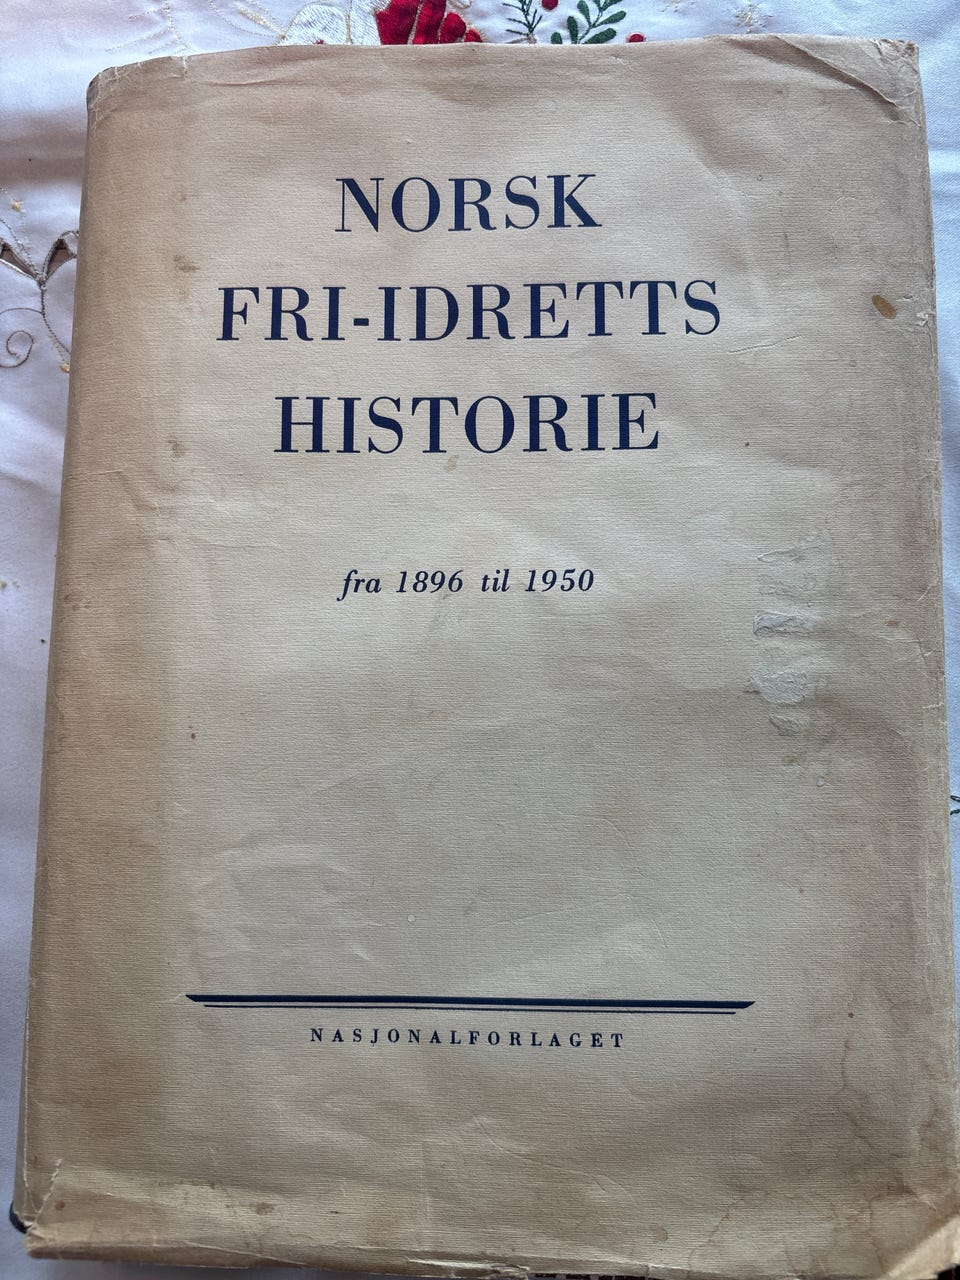 NORSK
FRI-IDRETTS
HISTORIE
fra 1896 til 1950
NASJONALFORLAGET